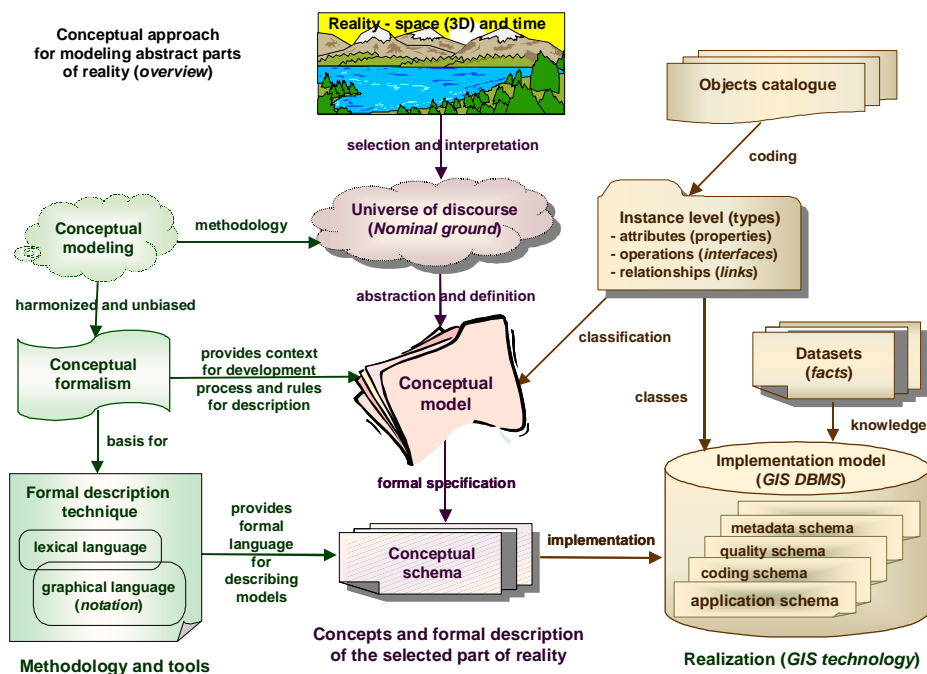 Conceptual approach
for modeling abstract parts
of reality (overview)
Reality - space (3D) and time
Objects catalogue
selection and interpretation
coding
Conceptual
modeling
methodology
Universe of discourse
(Nominal ground)
Instance level (types)
- attributes (properties)
- operations (interfaces)
- relationships (links)
harmonized and unbiased
abstraction and definition
classification
Conceptual
formalism
provides context
for development
process and rules
for description
Conceptual
model
Datasets
(facts)
classes
knowledge
basis for
formal specification
Implementation model
(GIS DBMS)
Formal description
technique
lexical language
graphical language
(notation)
provides
formal
language
for
describing
models
Conceptual
schema
implementation
metadata schema
quality schema
coding schema
application schema
Methodology and tools
Concepts and formal description
of the selected part of reality
Realization (GIS technology)